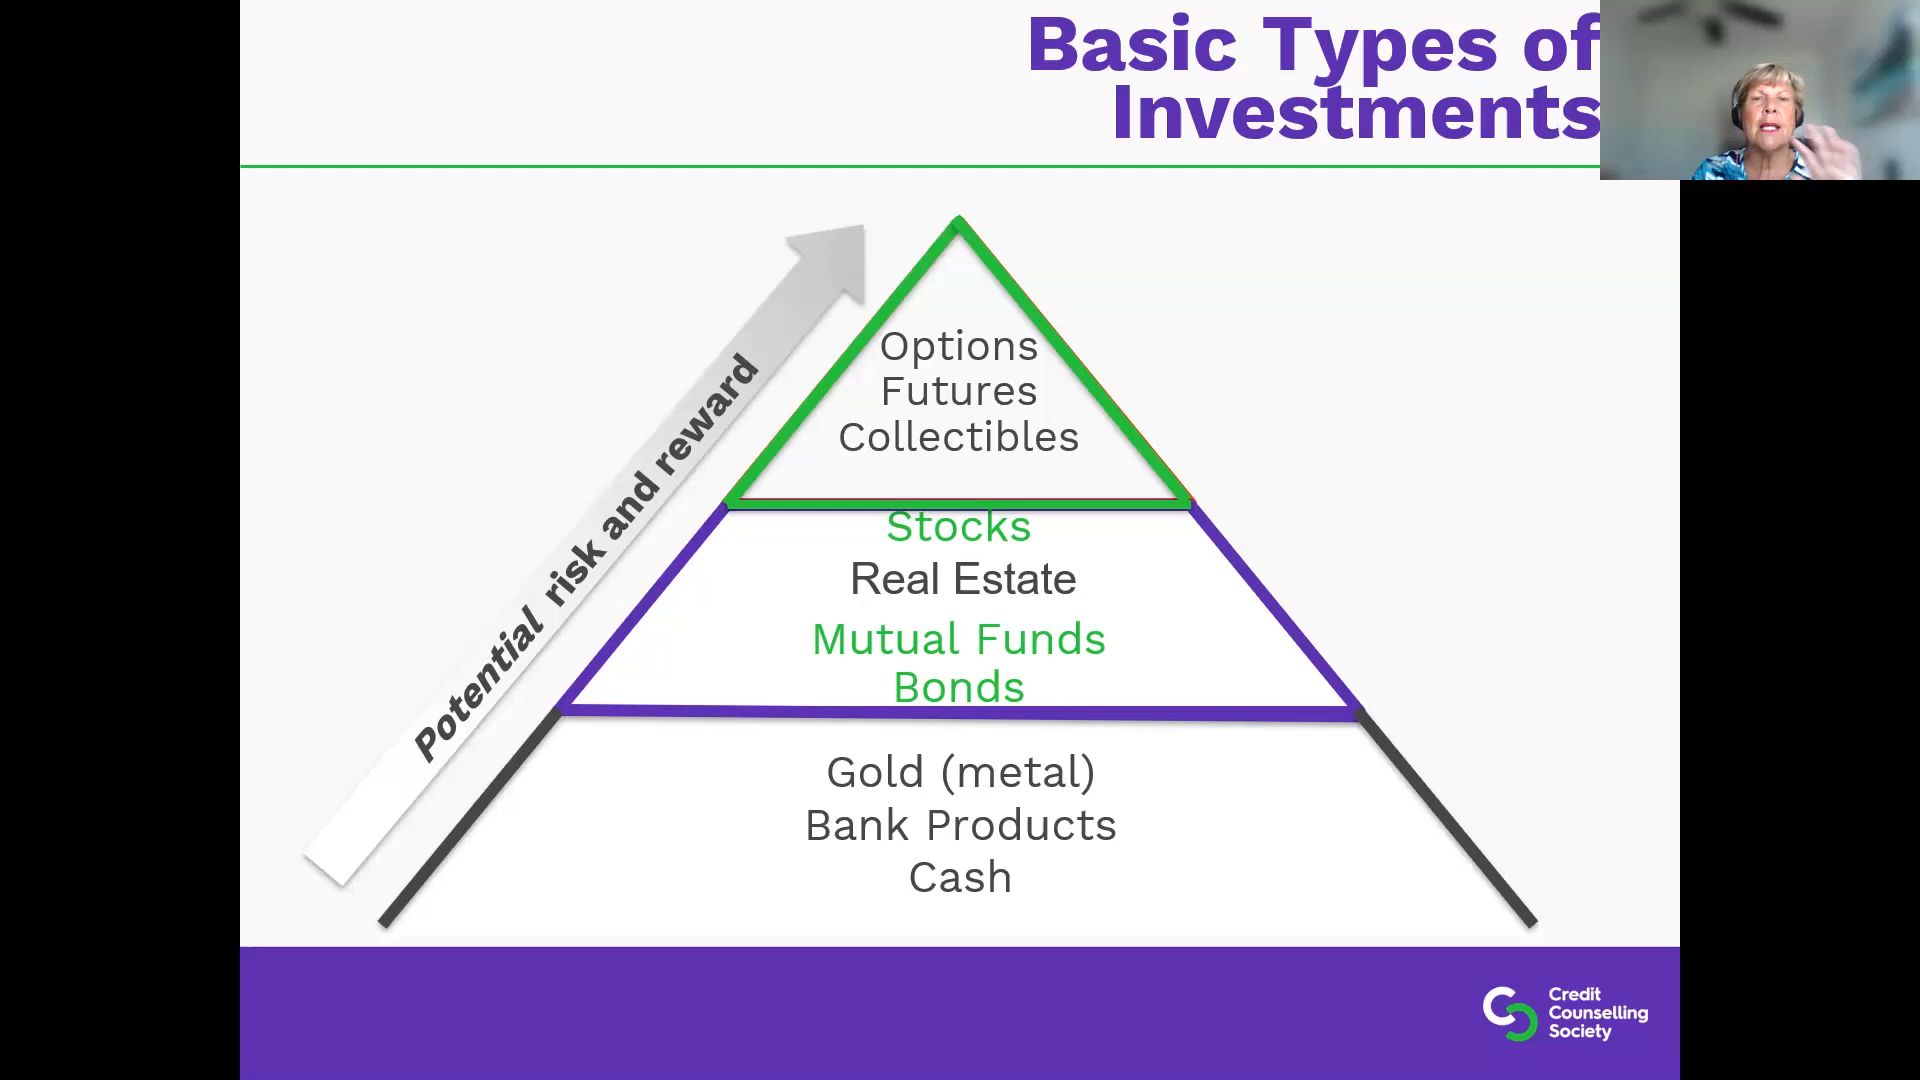 Basic Types of
Investments
Potential risk and reward
Options
Futures
Collectibles
Stocks
Real Estate
Mutual Funds
Bonds
Gold (metal)
Bank Products
Cash
Credit
Counselling
Society